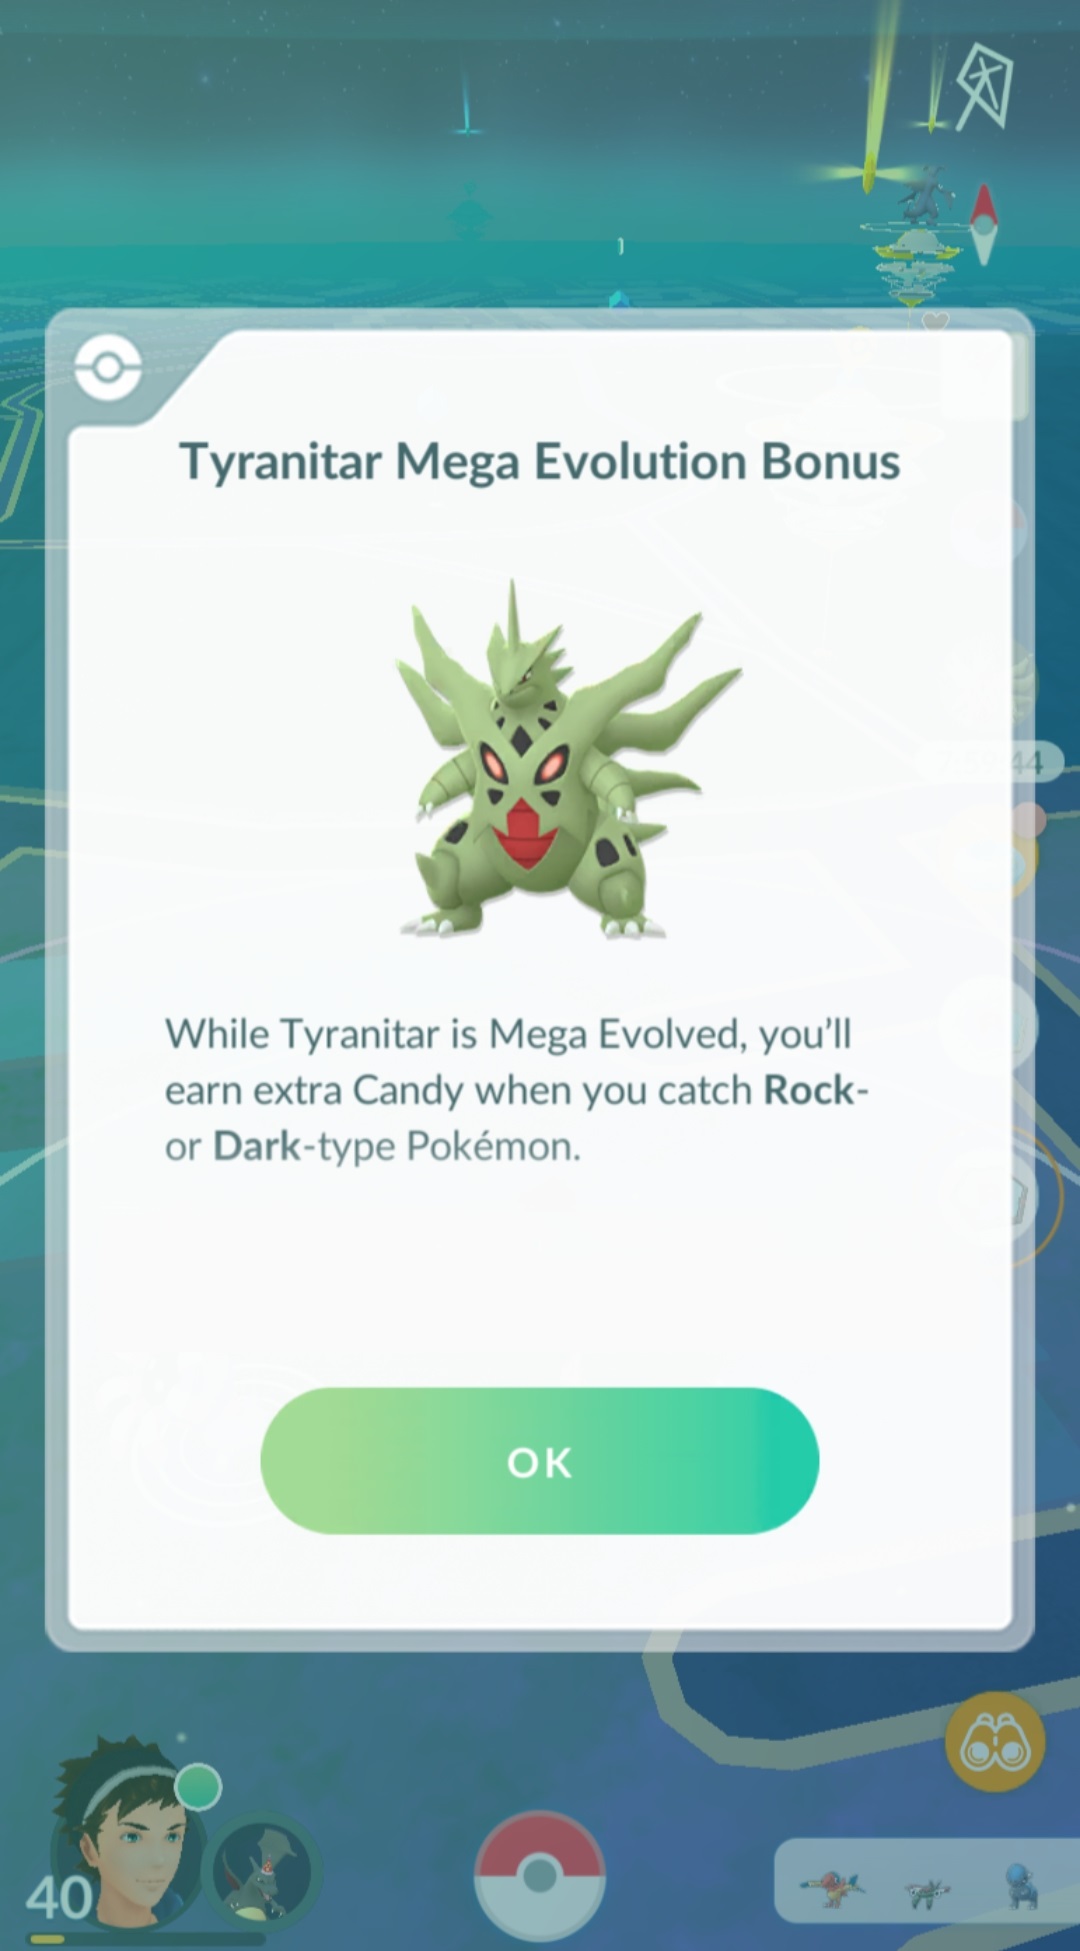 Tyranitar Mega Evolution Bonus
While Tyranitar is Mega Evolved, you'll
earn extra Candy when you catch Rock-
or Dark-type Pokémon.
OK
40